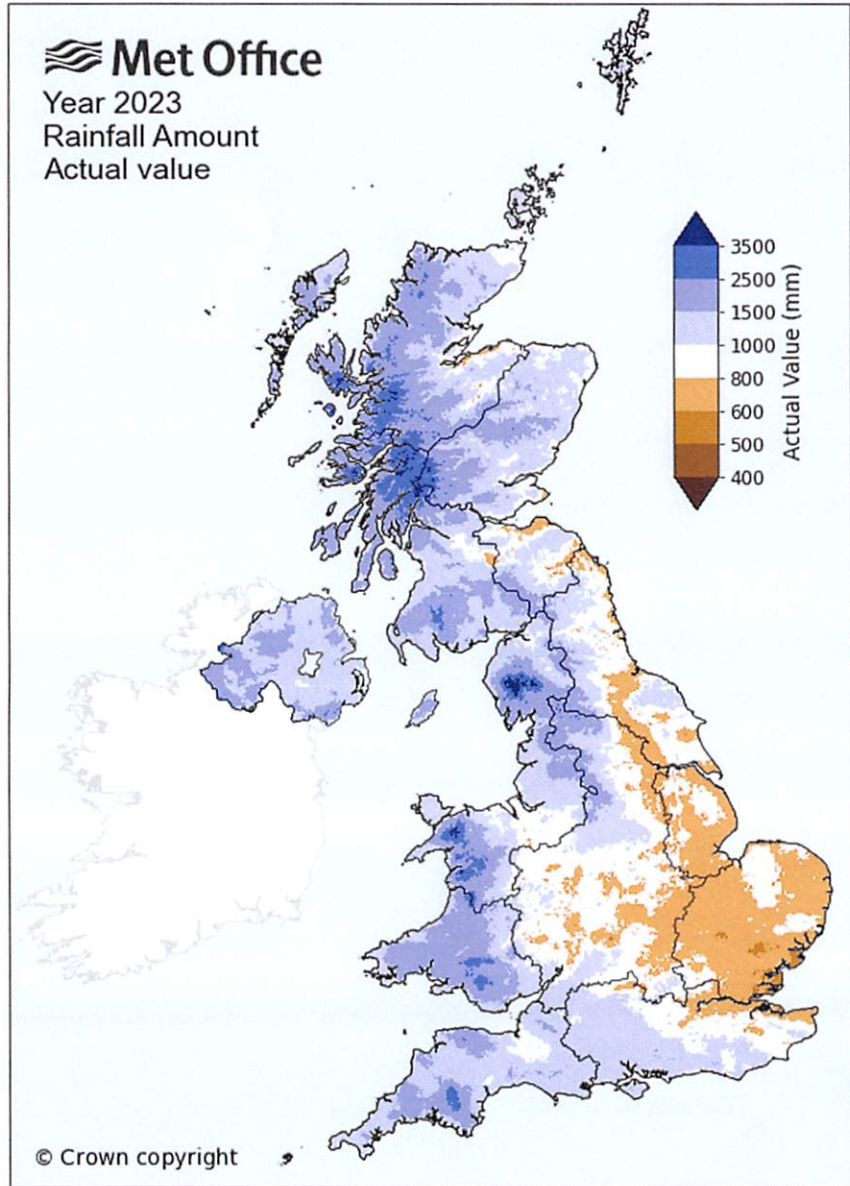 Met Office
Year 2023
Rainfall Amount
Actual value
3500
2500
1500
1000
800
600
500
400
Actual Value (mm)
© Crown copyright